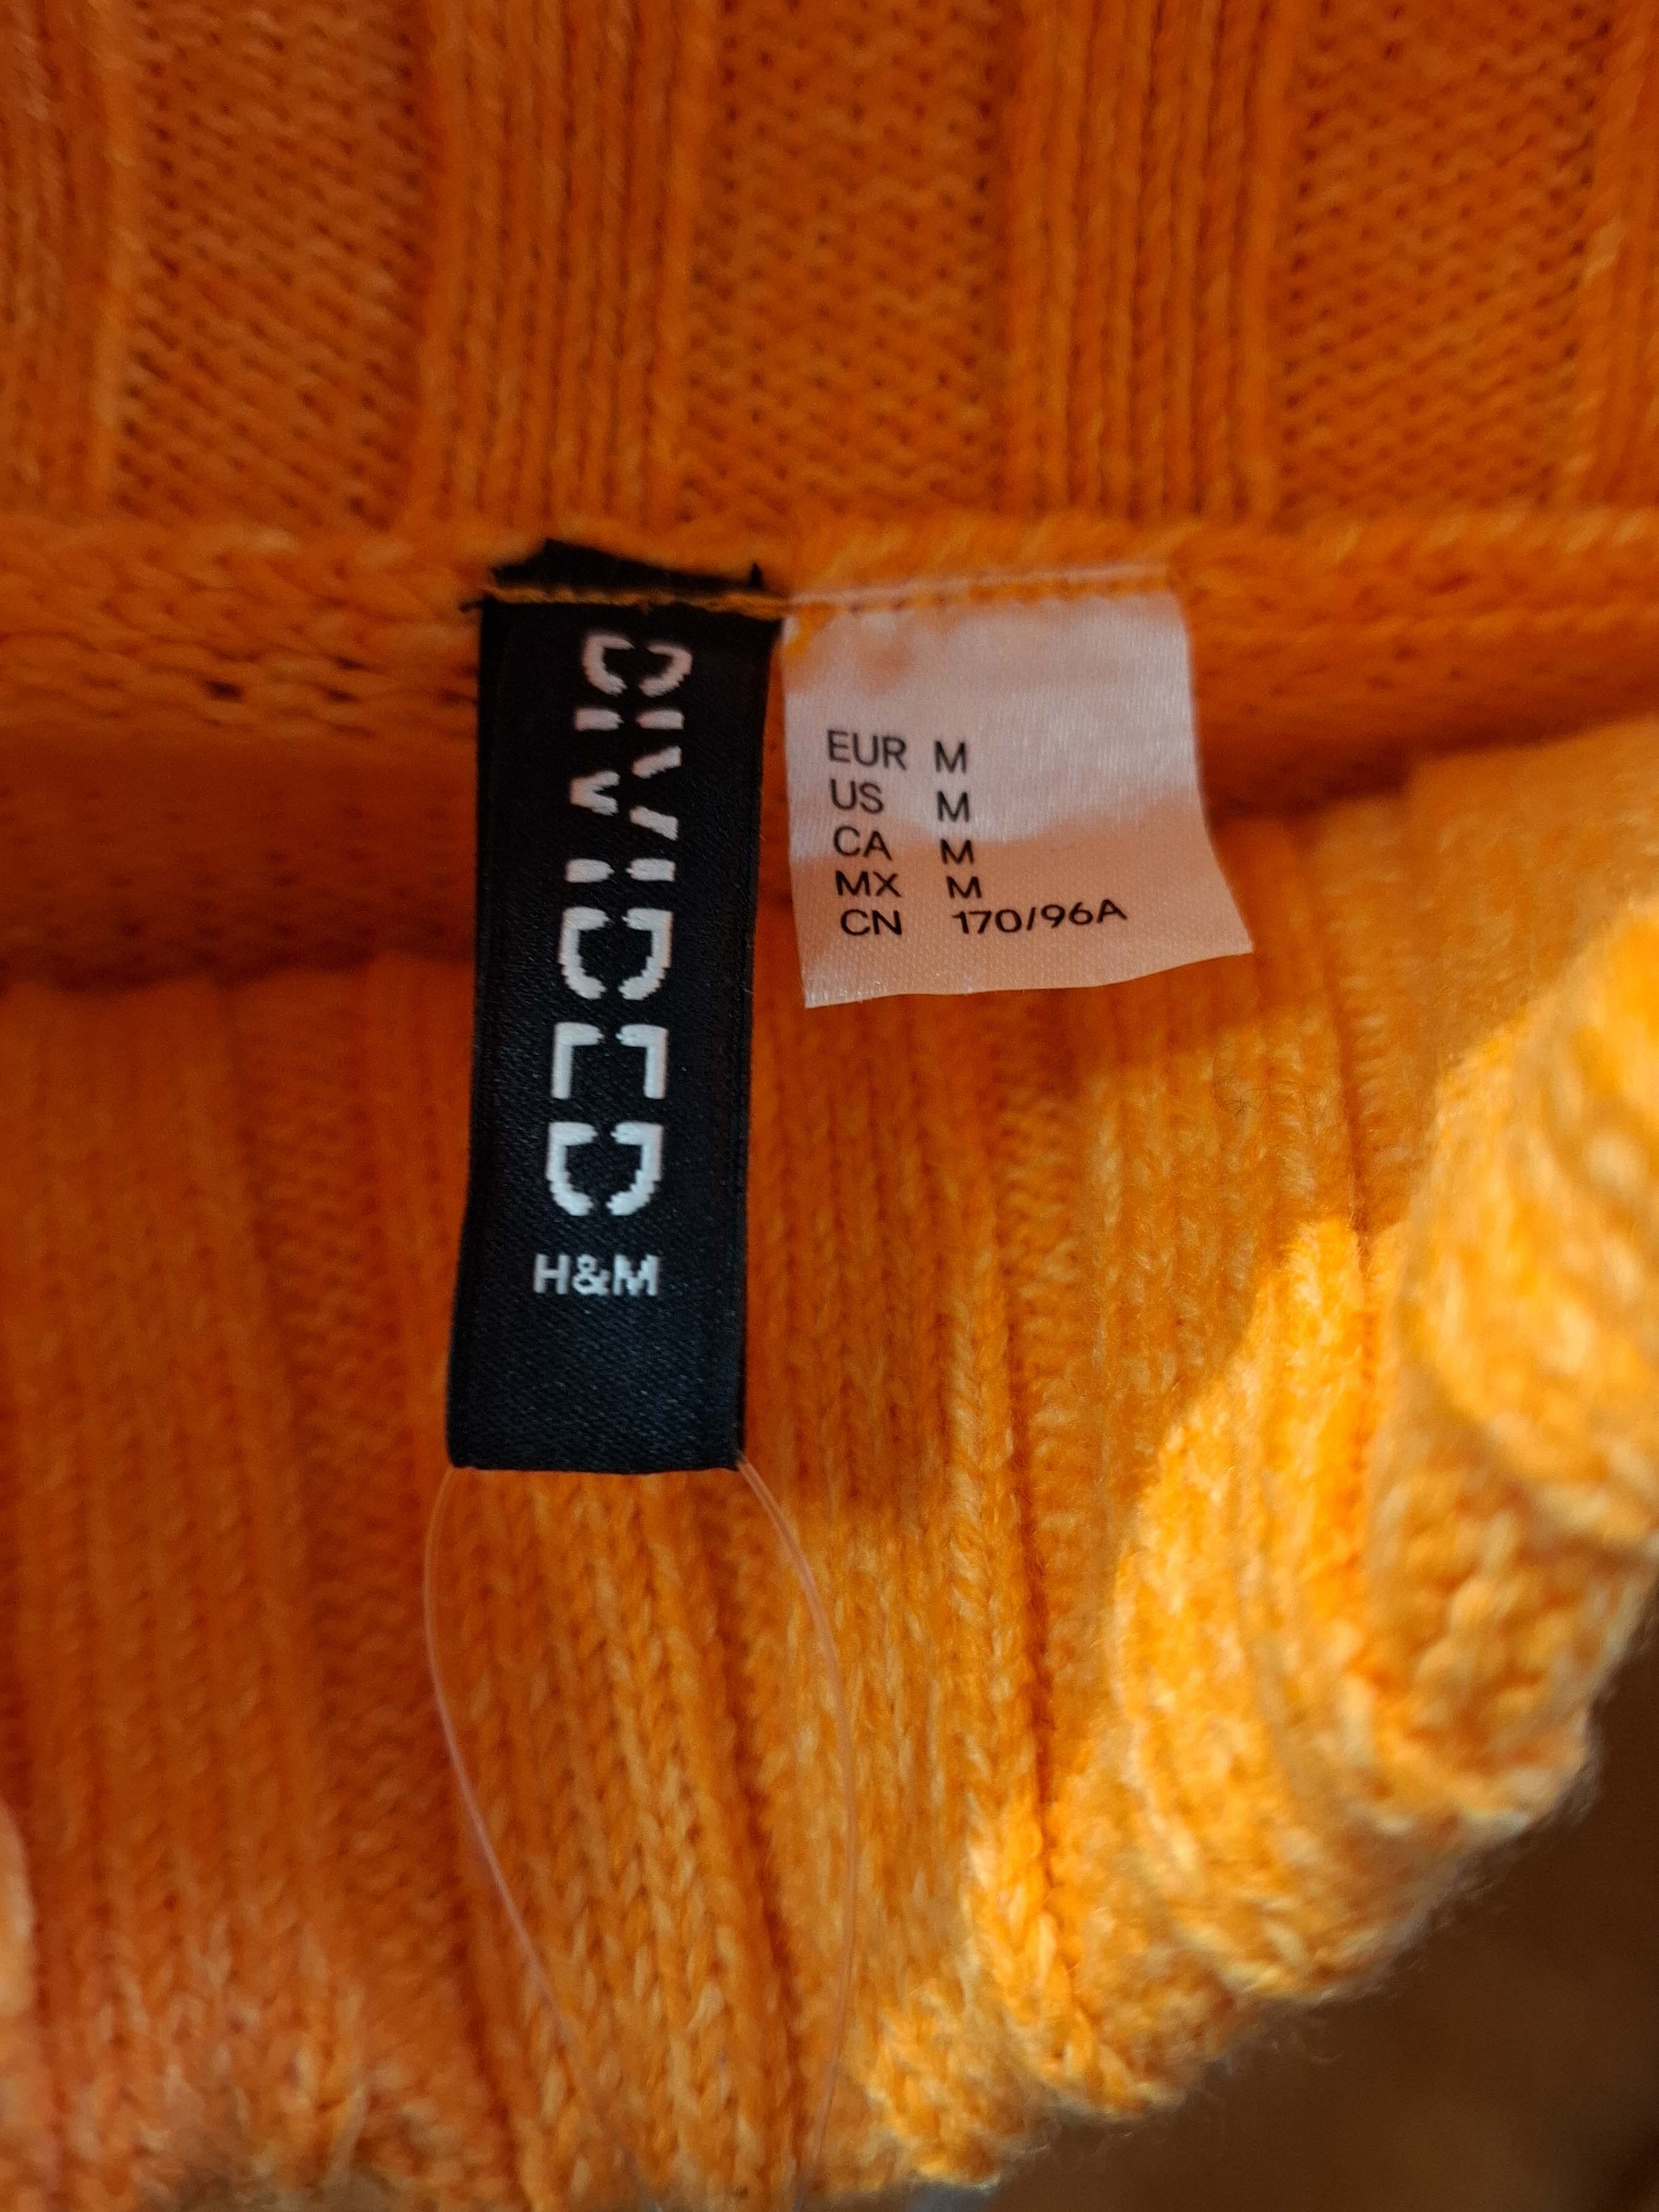 DIVIDED
H&M
EUR M
US M
CA M
MX M
CN 170/96A